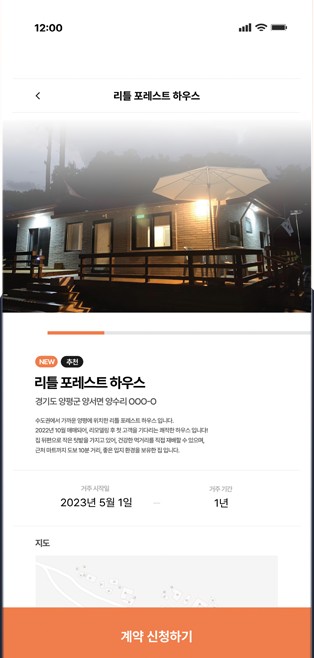 12:00
리틀 포레스트 하우스
NEW 추천
리틀 포레스트 하우스
경기도 양평군 양서면 양수리 OOO-O
수도권에서 가까운 양평에 위치한 리틀 포레스트 하우스 입니다.
2022년 10월 매매되어, 리모델링 후 첫 고객을 기다리는 쾌적한 하우스 입니다!
집 뒤편으로 작은 텃밭을 가지고 있어, 건강한 먹거리를 직접 재배할 수 있으며,
근처 마트까지 도보 10분 거리, 좋은 입지 환경을 보유한 집 입니다.
거주 시작일 거주 기간
2023년 5월 1일 1년
지도
계약 신청하기